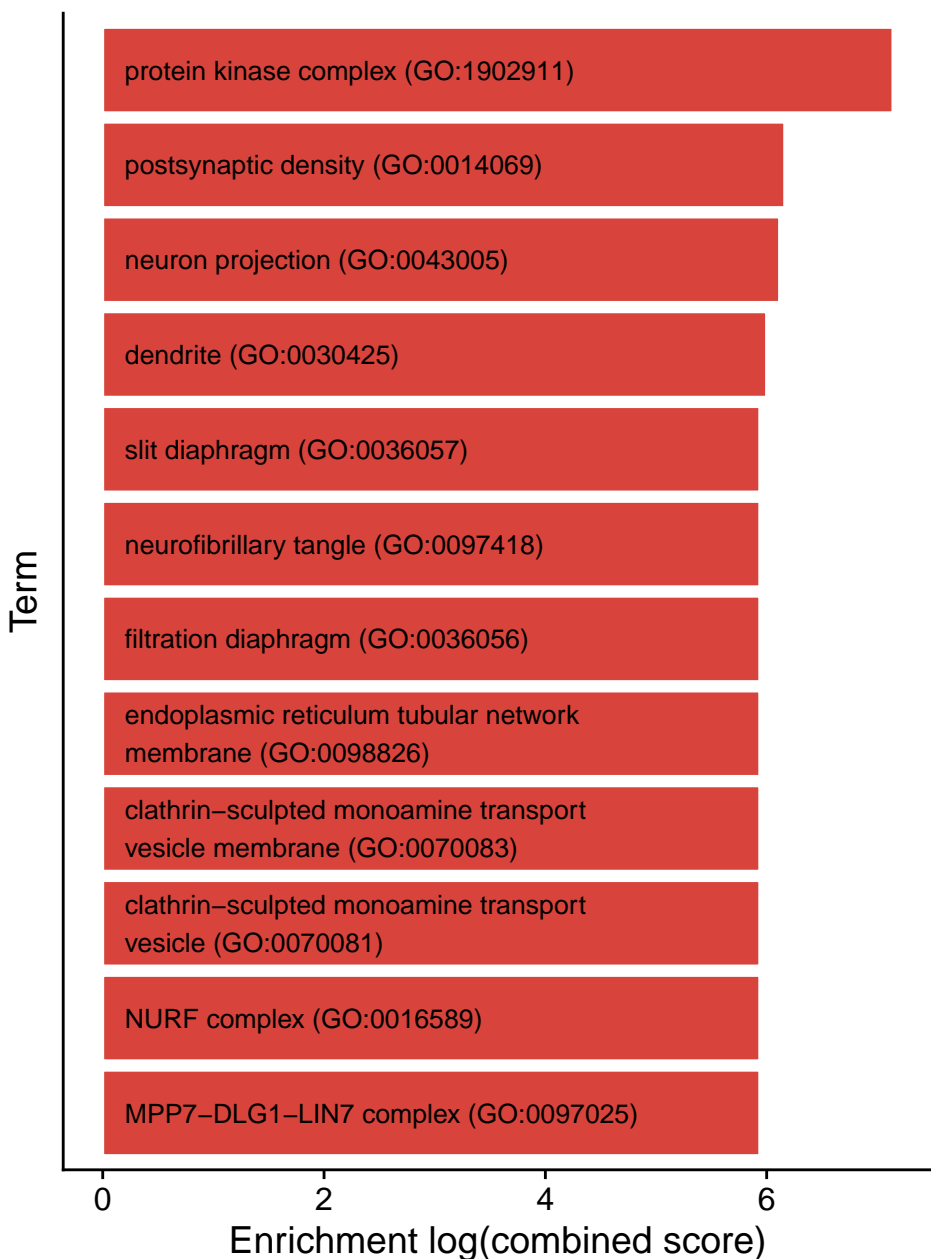 protein kinase complex (GO:1902911)
postsynaptic density (GO:0014069)
neuron projection (GO:0043005)
dendrite (GO:0030425)
slit diaphragm (GO:0036057)
neurofibrillary tangle (GO:0097418)
filtration diaphragm (GO:0036056)
endoplasmic reticulum tubular network
membrane (GO:0098826)
clathrin−sculpted monoamine transport
vesicle membrane (GO:0070083)
clathrin−sculpted monoamine transport
vesicle (GO:0070081)
NURF complex (GO:0016589)
MPP7−DLG1−LIN7 complex (GO:0097025)
Term
0 2 4 6
Enrichment log(combined score)